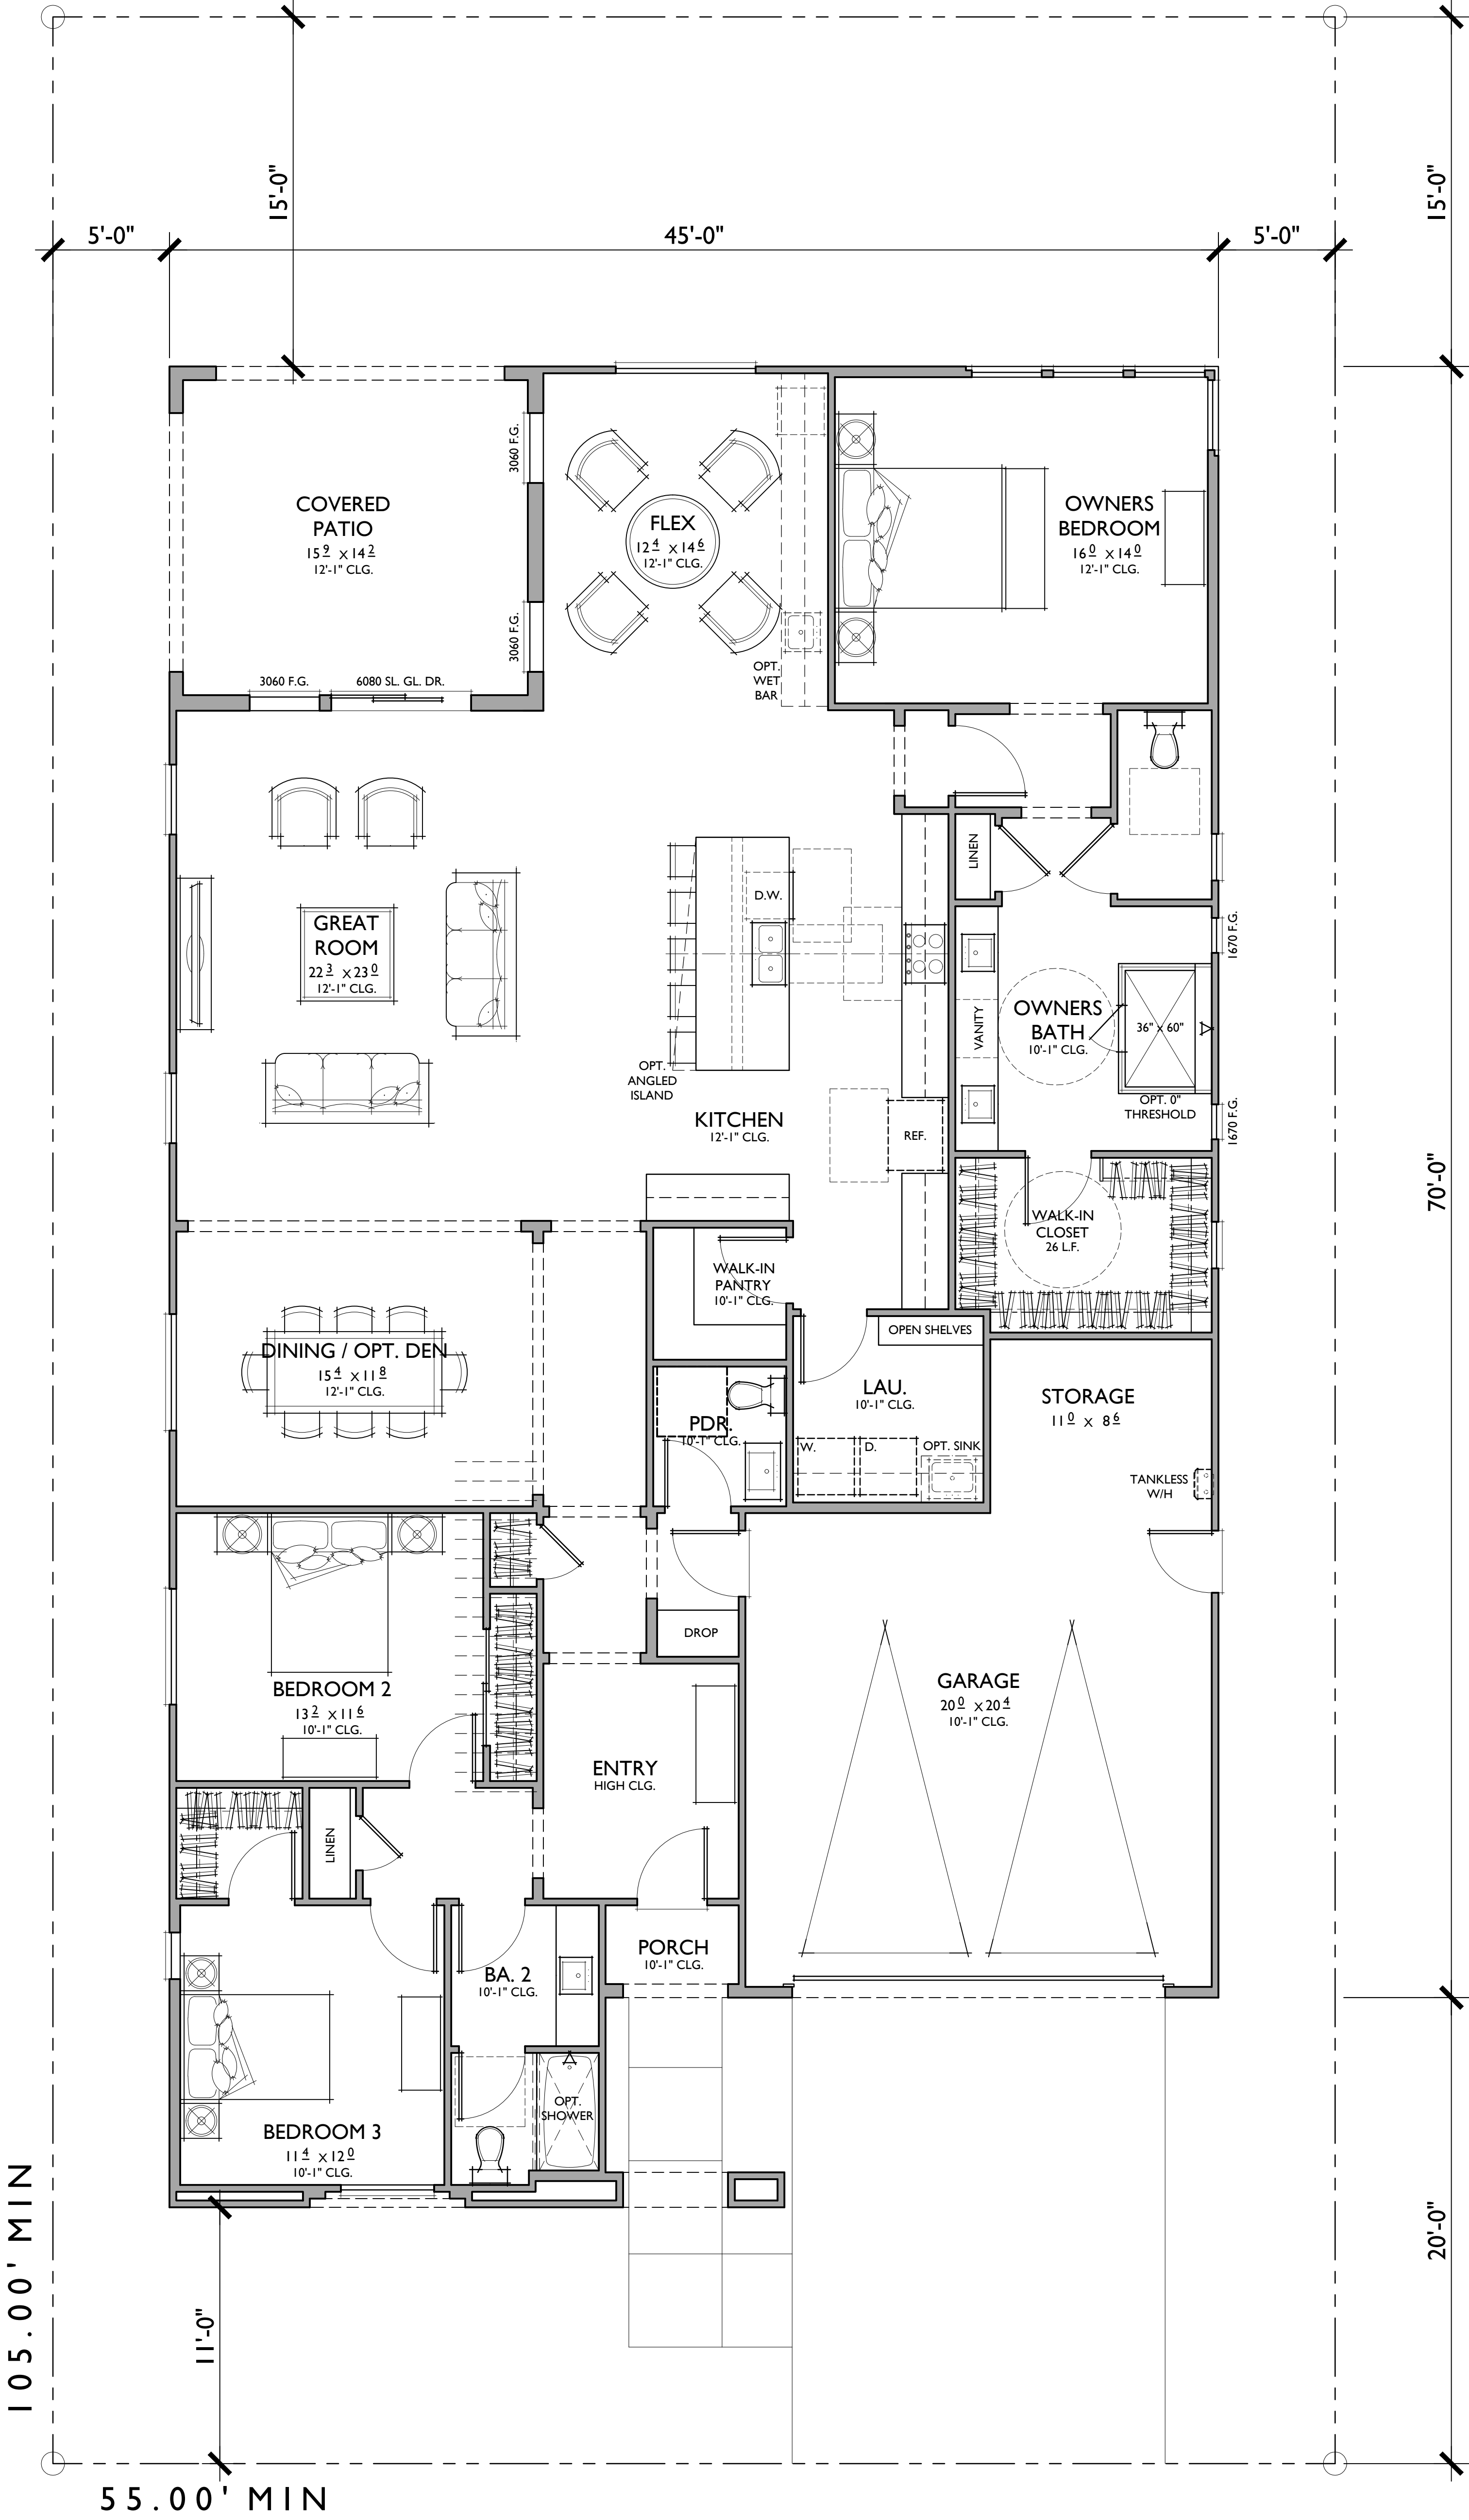 15'-0"
15'-0"
5'-0"
45'-0"
5'-0"
COVERED
PATIO
15 9 x 14 2
12'-1" CLG.
3060 F.G.
3060 F.G.
3060 F.G.
6080 SL. GL. DR.
FLEX
12 4 x 14 6
12'-1" CLG.
OPT.
WET
BAR
OWNERS
BEDROOM
16 0 x 14 0
12'-1" CLG.
LINEN
D.W.
GREAT
ROOM
22 3 x 23 0
12'-1" CLG.
1670 F.G.
VANITY
OWNERS
BATH
10'-1" CLG.
36" x 60"
OPT. 0"
THRESHOLD
1670 F.G.
OPT.
ANGLED
ISLAND
KITCHEN
12'-1" CLG.
REF.
70'-0"
WALK-IN
CLOSET
26 L.F.
WALK-IN
PANTRY
10'-1" CLG.
OPEN SHELVES
DINING / OPT. DEN
15 4 x 11 8
12'-1" CLG.
LAU.
10'-1" CLG.
STORAGE
11 0 x 8 6
PDR.
10'-1" CLG.
W.
D.
OPT. SINK
TANKLESS
W/H
DROP
BEDROOM 2
13 2 x 11 6
10'-1" CLG.
GARAGE
20 0 x 20 4
10'-1" CLG.
ENTRY
HIGH CLG.
LINEN
PORCH
10'-1" CLG.
BA. 2
10'-1" CLG.
OPT.
SHOWER
BEDROOM 3
11 4 x 12 0
10'-1" CLG.
105.00' MIN
11'-0"
20'-0"
55.00' MIN